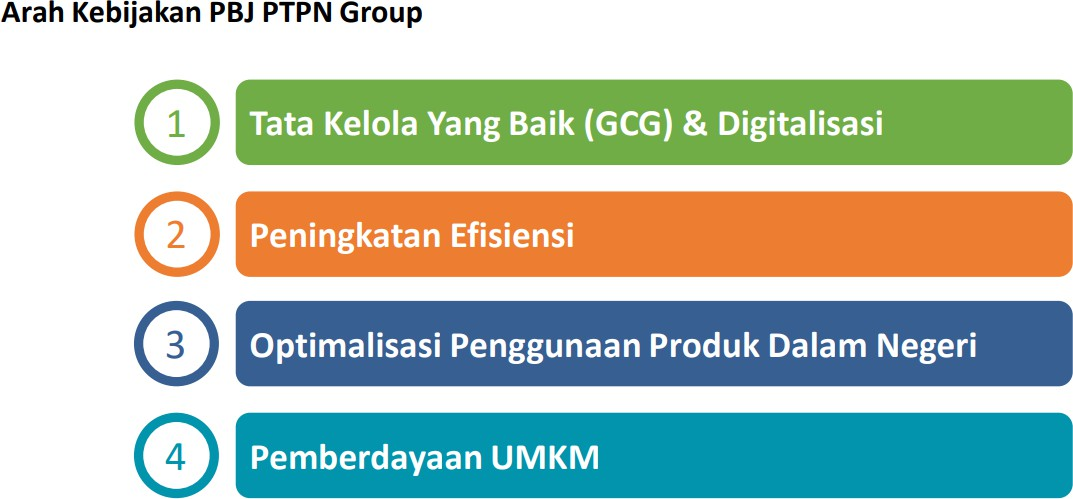 Arah Kebijakan PBJ PTPN Group
1 Tata Kelola Yang Baik (GCG) & Digitalisasi
2 Peningkatan Efisiensi
3 Optimalisasi Penggunaan Produk Dalam Negeri
4 Pemberdayaan UMKM